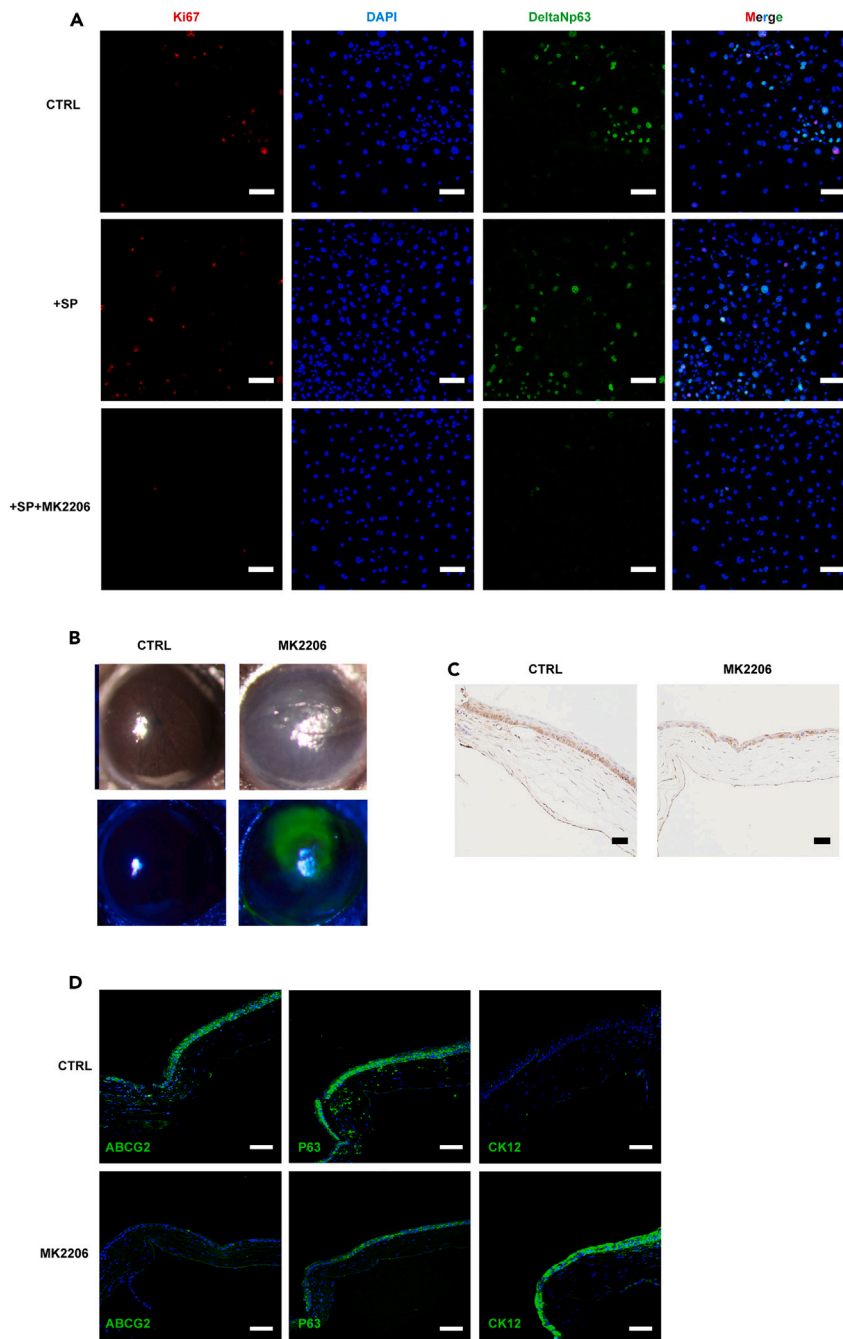 A
Ki67 DAPI DeltaNp63 Merge
CTRL
+SP
+SP+MK2206
B
CTRL MK2206
C
CTRL MK2206
D
CTRL
ABCG2 P63 CK12
MK2206
ABCG2 P63 CK12